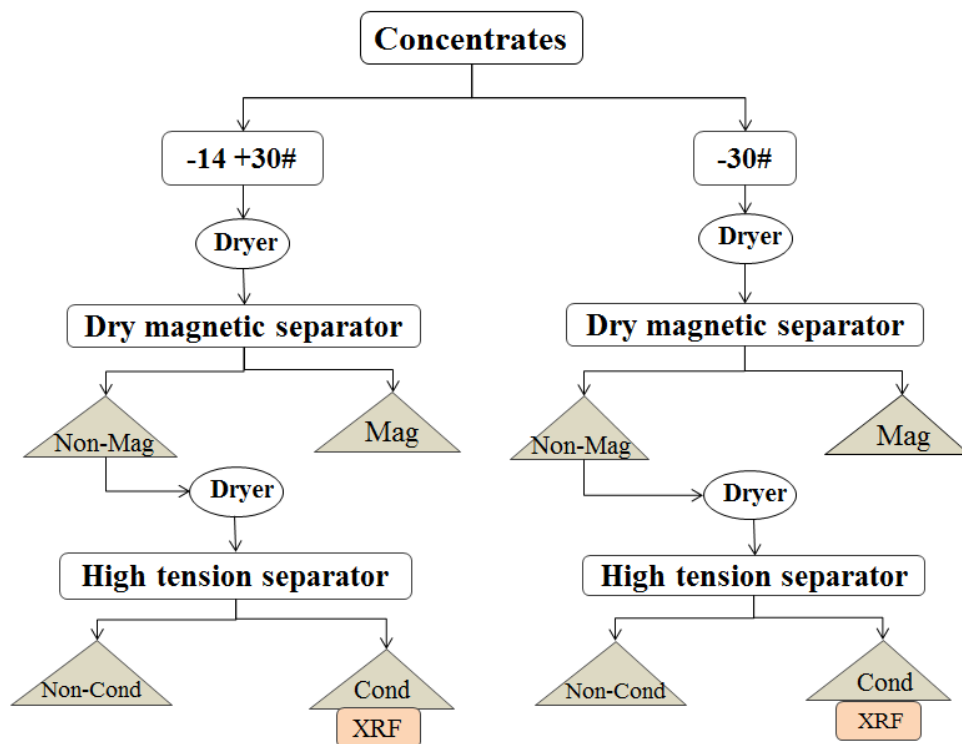 Concentrates
-14 +30#
-30#
Dryer
Dryer
Dry magnetic separator
Dry magnetic separator
Non-Mag
Mag
Non-Mag
Mag
Dryer
Dryer
High tension separator
High tension separator
Non-Cond
Cond
Non-Cond
Cond
XRF
XRF